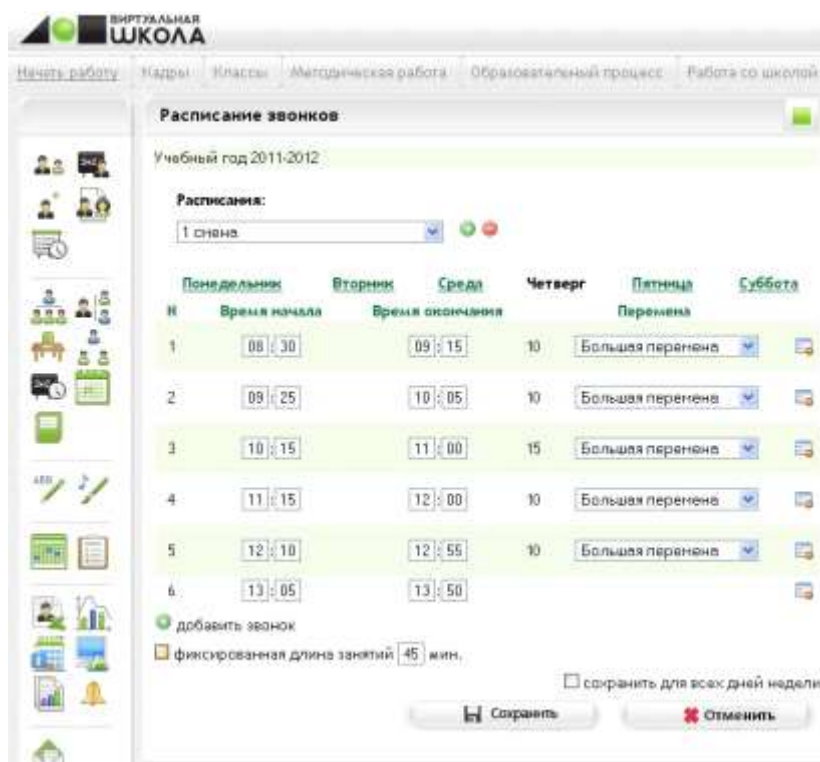 ВИРТУАЛЬНАЯ
ШКОЛА
Начать работу Кадры Классы Методическая работа Образовательный процесс Работа со школой
Расписание звонков
Учебный год 2011-2012
Расписания:
1 смена
Понедельник Вторник Среда Четверг Пятница Суббота
N Время начала Время окончания Перемена
1 08 : 30 09 : 15 10 Большая перемена
2 09 : 25 10 : 05 10 Большая перемена
3 10 : 15 11 : 00 15 Большая перемена
4 11 : 15 12 : 00 10 Большая перемена
5 12 : 10 12 : 55 10 Большая перемена
6 13 : 05 13 : 50
добавить звонок
фиксированная длина занятий 45 мин.
сохранить для всех дней недели
Сохранить Отменить